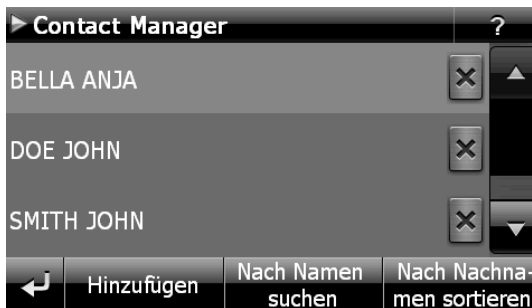 Contact Manager ?
BELLA ANJA
DOE JOHN
SMITH JOHN
Hinzufügen
Nach Namen
suchen
Nach Nachna-
men sortieren